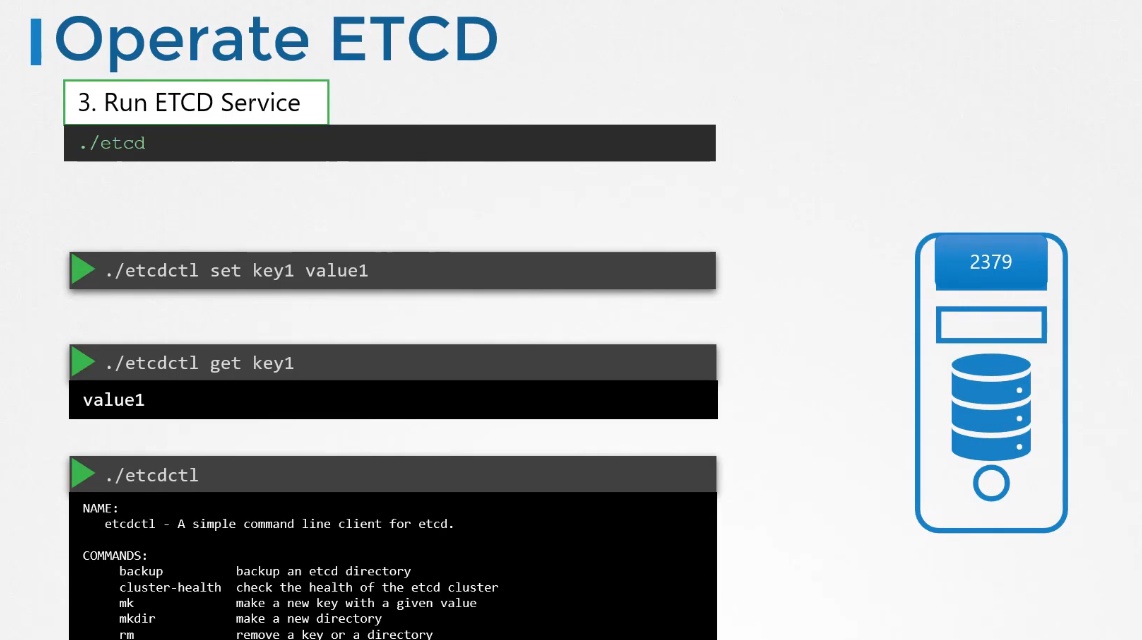 Operate ETCD
3. Run ETCD Service
./etcd
./etcdctl set key1 value1
2379
./etcdctl get key1
value1
./etcdctl
NAME:
etcdctl - A simple command line client for etcd.
COMMANDS:
backup backup an etcd directory
cluster-health check the health of the etcd cluster
mk make a new key with a given value
mkdir make a new directory
rm remove a key or a directory